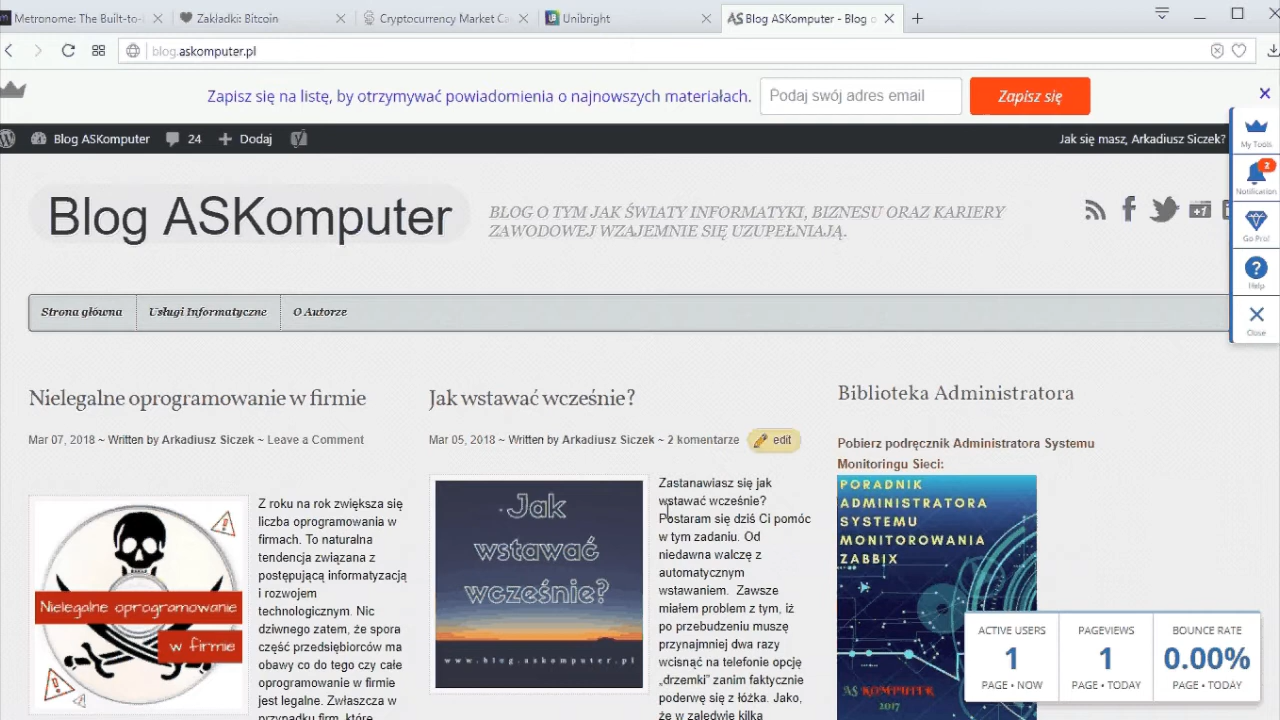 Metronome: The Built-to-
Zakładki: Bitcoin
Cryptocurrency Market Ca
Unibright
Blog ASKomputer - Blog o
blog.askomputer.pl
Zapisz się na listę, by otrzymywać powiadomienia o najnowszych materiałach.
Podaj swój adres email
Zapisz się
Blog ASKomputer
24
Dodaj
Jak się masz, Arkadiusz Siczek?
My Tools
2
Notification
Go Pro!
Help
Close
Blog ASKomputer
BLOG O TYM JAK ŚWIATY INFORMATYKI, BIZNESU ORAZ KARIERY
ZAWODOWEJ WZAJEMNIE SIĘ UZUPEŁNIAJĄ.
Strona główna
Usługi Informatyczne
O Autorze
Nielegalne oprogramowanie w firmie
Mar 07, 2018 ~ Written by Arkadiusz Siczek ~ Leave a Comment
Nielegalne oprogramowanie
w firmie
Z roku na rok zwiększa się
liczba oprogramowania w
firmach. To naturalna
tendencja związana z
postępującą informatyzacją
i rozwojem
technologicznym. Nic
dziwnego zatem, że spora
część przedsiębiorców ma
obawy co do tego czy całe
oprogramowanie w firmie
jest legalne. Zwłaszcza w
przypadku firm, które
Jak wstawać wcześnie?
Mar 05, 2018 ~ Written by Arkadiusz Siczek ~ 2 komentarze
edit
Jak
wstawać
wcześnie?
www.blog.askomputer.pl
Zastanawiasz się jak
wstawać wcześnie?
Postaram się dziś Ci pomóc
w tym zadaniu. Od
niedawna walczę z
automatycznym
wstawaniem. Zawsze
miałem problem z tym, iż
po przebudzeniu muszę
przynajmniej dwa razy
wcisnąć na telefonie opcję
„drzemki” zanim faktycznie
poderwę się z łóżka. Jako,
że w zaledwie kilka
Biblioteka Administratora
Pobierz podręcznik Administratora Systemu
Monitoringu Sieci:
PORADNIK
ADMINISTRATORA
SYSTEMU
MONITOROWANIA
ZABBIX
AS KOMPUTER
2017
ACTIVE USERS
1
PAGE • NOW
PAGEVIEWS
1
PAGE • TODAY
BOUNCE RATE
0.00%
PAGE • TODAY